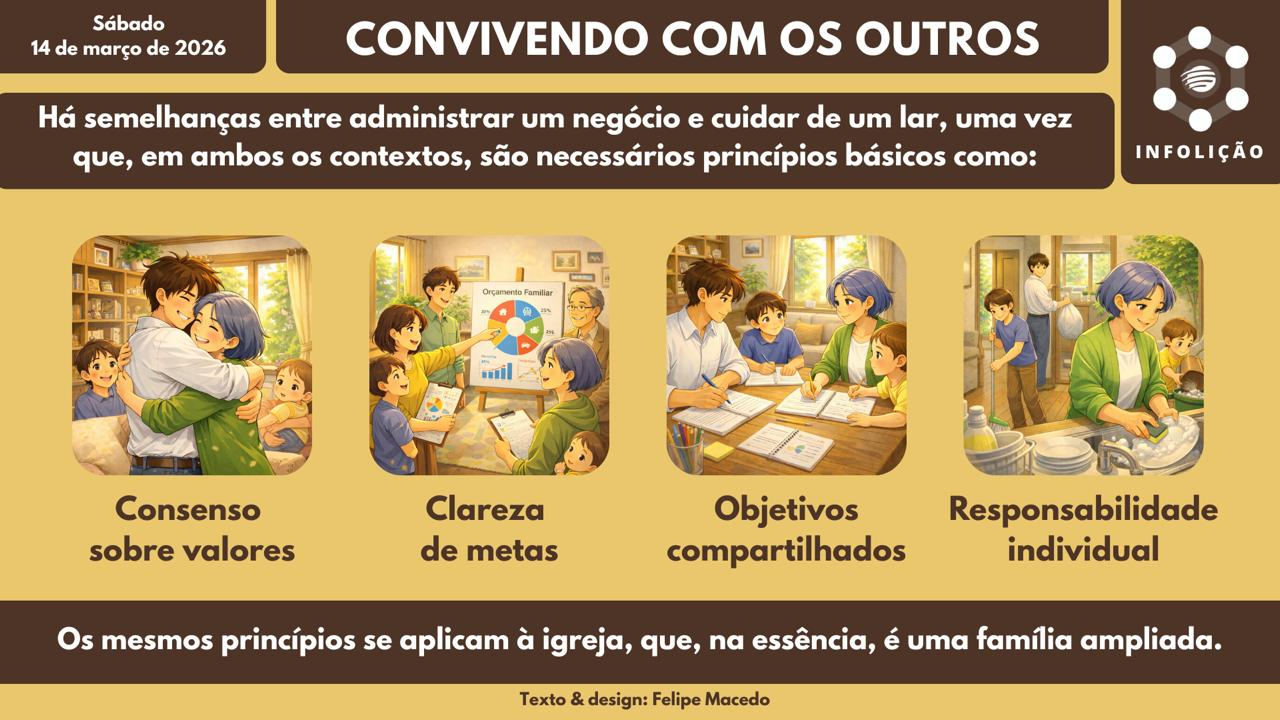 Sábado
14 de março de 2026
CONVIVENDO COM OS OUTROS
INFOLIÇÃO
Há semelhanças entre administrar um negócio e cuidar de um lar, uma vez
que, em ambos os contextos, são necessários princípios básicos como:
Orçamento Familiar
Consenso
sobre valores
Clareza
de metas
Objetivos
compartilhados
Responsabilidade
individual
Os mesmos princípios se aplicam à igreja, que, na essência, é uma família ampliada.
Texto & design: Felipe Macedo